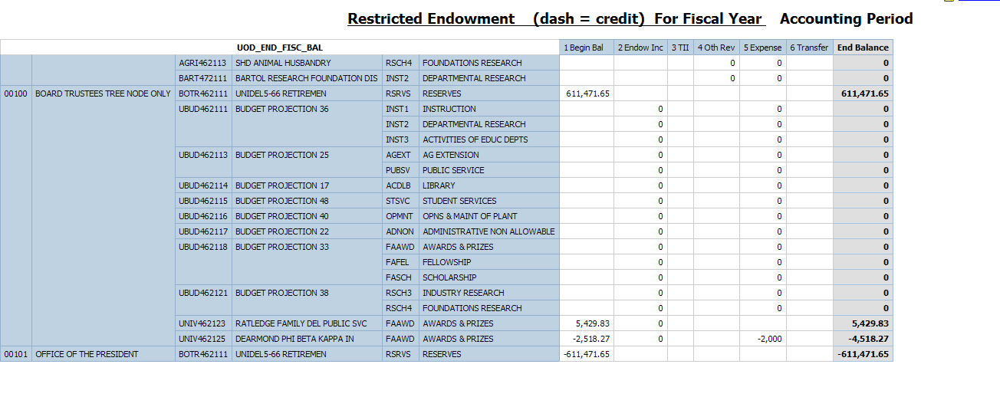 Restricted Endowment (dash = credit) For Fiscal Year Accounting Period
UOD_END_FISC_BAL 1 Begin Bal 2 Endow Inc 3 TII 4 Oth Rev 5 Expense 6 Transfer End Balance
AGRI462113 SHD ANIMAL HUSBANDRY RSCH4 FOUNDATIONS RESEARCH 0 0 0
BART472111 BARTOL RESEARCH FOUNDATION DIS INST2 DEPARTMENTAL RESEARCH 0 0 0
00100 BOARD TRUSTEES TREE NODE ONLY BOTR462111 UNIDEL5-66 RETIREMEN RSRVS RESERVES 611,471.65 611,471.65
UBUD462111 BUDGET PROJECTION 36 INST1 INSTRUCTION 0 0 0
INST2 DEPARTMENTAL RESEARCH 0 0 0
INST3 ACTIVITIES OF EDUC DEPTS 0 0 0
UBUD462113 BUDGET PROJECTION 25 AGEXT AG EXTENSION 0 0 0
PUBSV PUBLIC SERVICE 0 0 0
UBUD462114 BUDGET PROJECTION 17 ACDLB LIBRARY 0 0 0
UBUD462115 BUDGET PROJECTION 48 STSVC STUDENT SERVICES 0 0 0
UBUD462116 BUDGET PROJECTION 40 OPMNT OPNS & MAINT OF PLANT 0 0 0
UBUD462117 BUDGET PROJECTION 22 ADNON ADMINISTRATIVE NON ALLOWABLE 0 0 0
UBUD462118 BUDGET PROJECTION 33 FAAWD AWARDS & PRIZES 0 0 0
FAFEL FELLOWSHIP 0 0 0
FASCH SCHOLARSHIP 0 0 0
UBUD462121 BUDGET PROJECTION 38 RSCH3 INDUSTRY RESEARCH 0 0 0
RSCH4 FOUNDATIONS RESEARCH 0 0 0
UNIV462123 RATLEDGE FAMILY DEL PUBLIC SVC FAAWD AWARDS & PRIZES 5,429.83 0 5,429.83
UNIV462125 DEARMOND PHI BETA KAPPA IN FAAWD AWARDS & PRIZES -2,518.27 0 -2,000 -4,518.27
00101 OFFICE OF THE PRESIDENT BOTR462111 UNIDEL5-66 RETIREMEN RSRVS RESERVES -611,471.65 -611,471.65